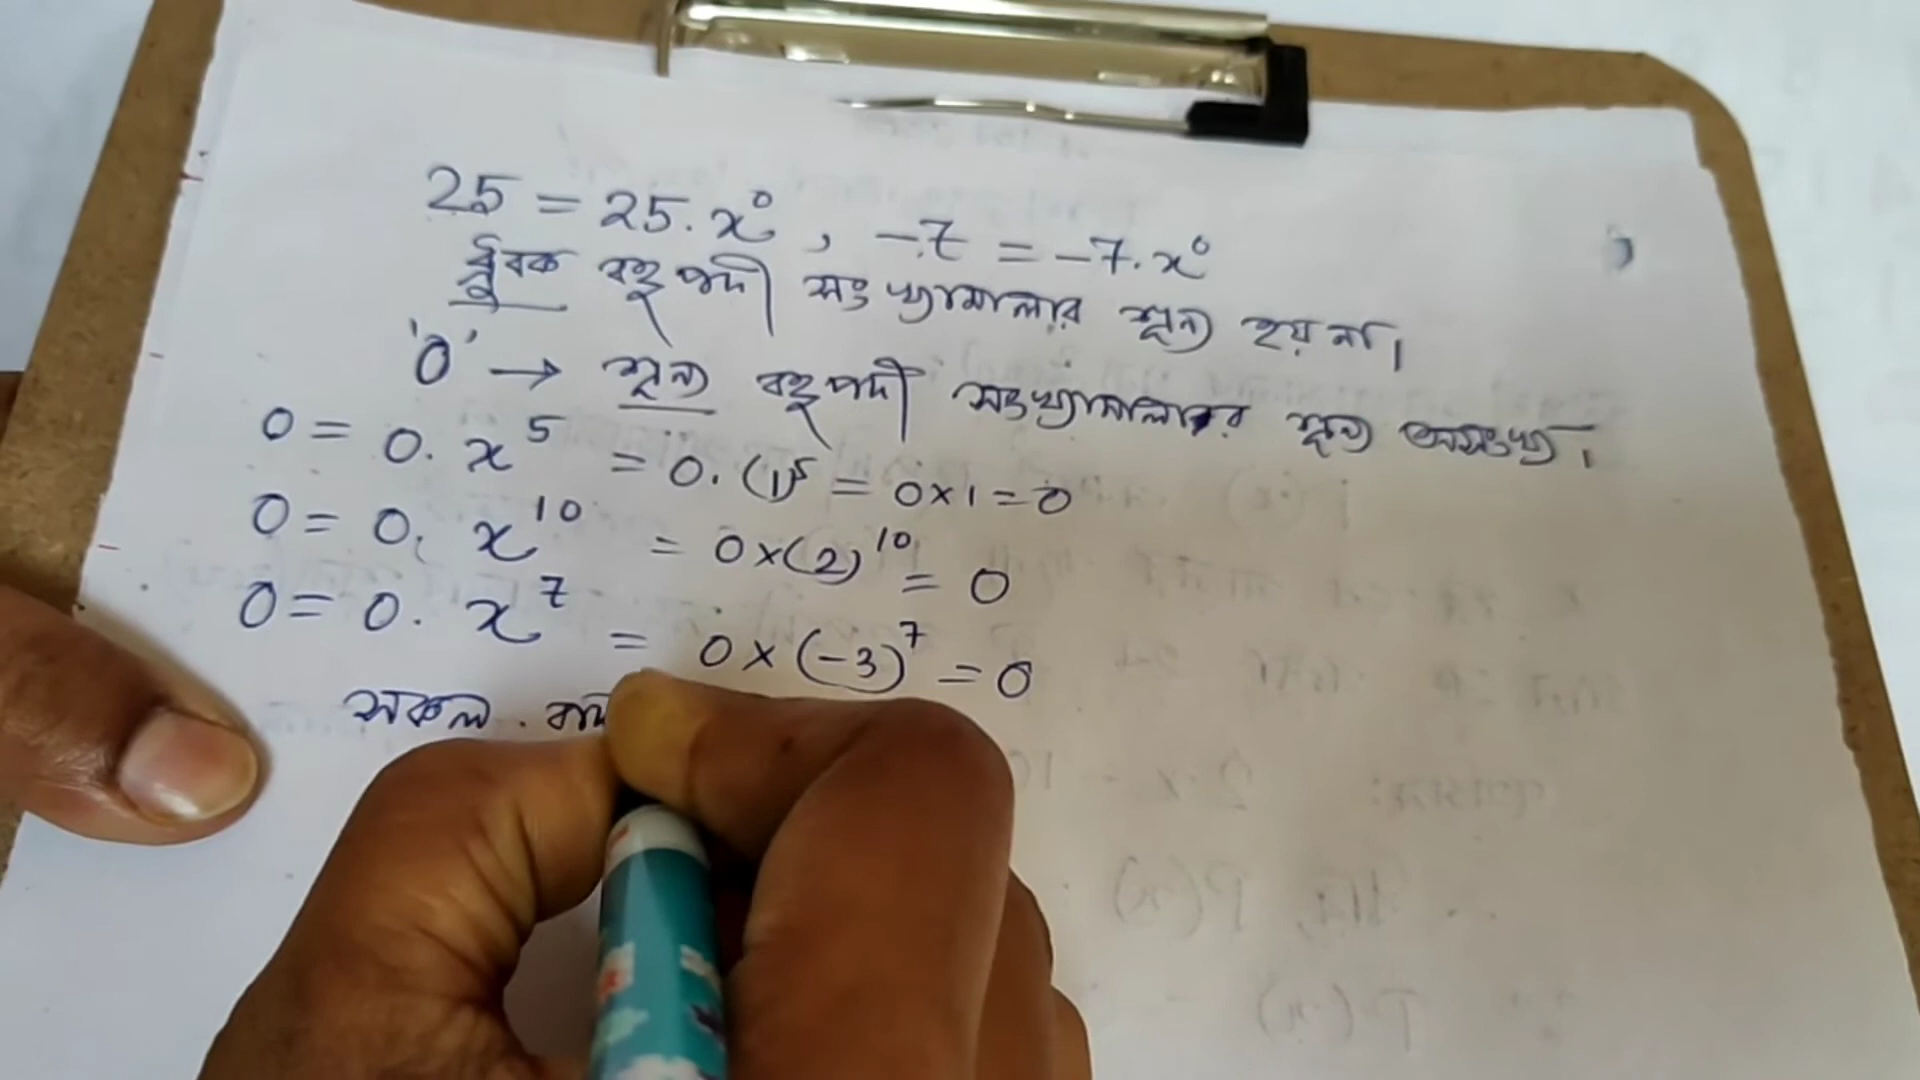 25 = 25. x⁰ , -7 = -7. x⁰
ধ্রুবক বহুপদী সংখ্যামালার শূন্য হয় না।
'0' → শূন্য বহুপদী সংখ্যামালার শূন্য অসংখ্য।
0 = 0. x⁵ = 0. (1)⁵ = 0×1 = 0
0 = 0. x¹⁰ = 0×(2)¹⁰ = 0
0 = 0. x⁷ = 0×(-3)⁷ = 0
সকল